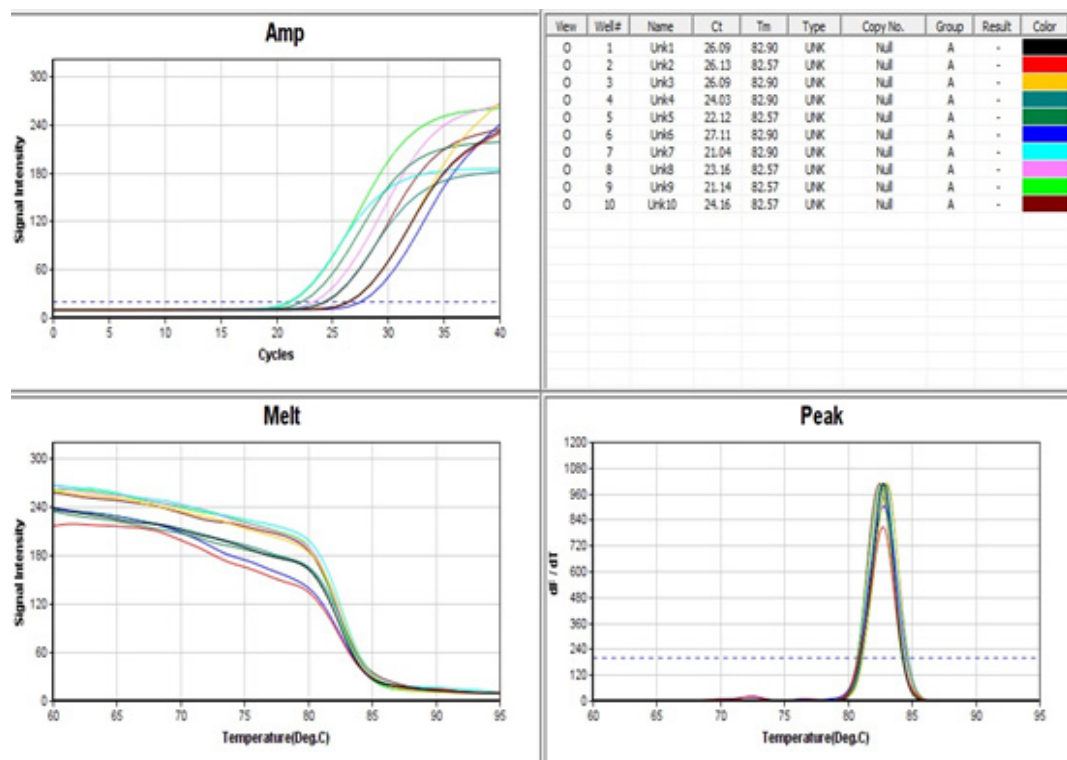 Amp
300
240
180
120
60
0
Signal Intensity
0 5 10 15 20 25 30 35 40
Cycles
View Well# Name Ct Tm Type Copy No. Group Result Color
O 1 Unk1 26.09 82.90 UNK Null A -
O 2 Unk2 26.13 82.57 UNK Null A -
O 3 Unk3 26.09 82.90 UNK Null A -
O 4 Unk4 24.03 82.90 UNK Null A -
O 5 Unk5 22.12 82.57 UNK Null A -
O 6 Unk6 27.11 82.90 UNK Null A -
O 7 Unk7 21.04 82.90 UNK Null A -
O 8 Unk8 23.16 82.57 UNK Null A -
O 9 Unk9 21.14 82.57 UNK Null A -
O 10 Unk10 24.16 82.57 UNK Null A -
Melt
300
240
180
120
60
0
Signal Intensity
60 65 70 75 80 85 90 95
Temperature(Deg.C)
Peak
1200
1080
960
840
720
600
480
360
240
120
0
dF / dT
60 65 70 75 80 85 90 95
Temperature(Deg.C)